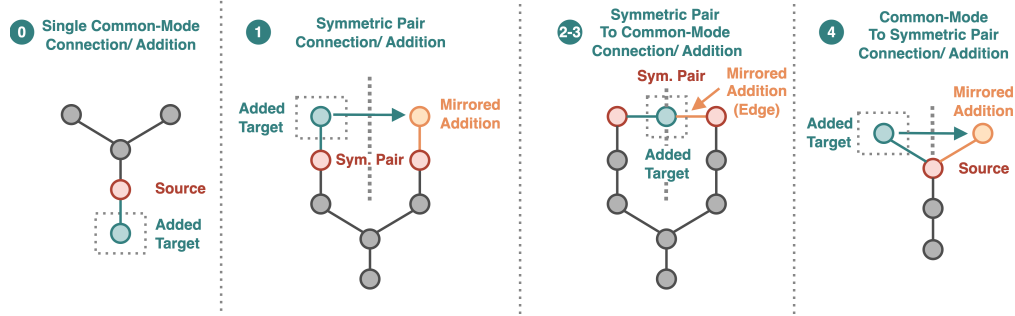 0
Single Common-Mode
Connection/ Addition
Source
Added
Target
1
Symmetric Pair
Connection/ Addition
Added
Target
Mirrored
Addition
Sym. Pair
2-3
Symmetric Pair
To Common-Mode
Connection/ Addition
Sym. Pair
Mirrored
Addition
(Edge)
Added
Target
4
Common-Mode
To Symmetric Pair
Connection/ Addition
Mirrored
Addition
Added
Target
Source